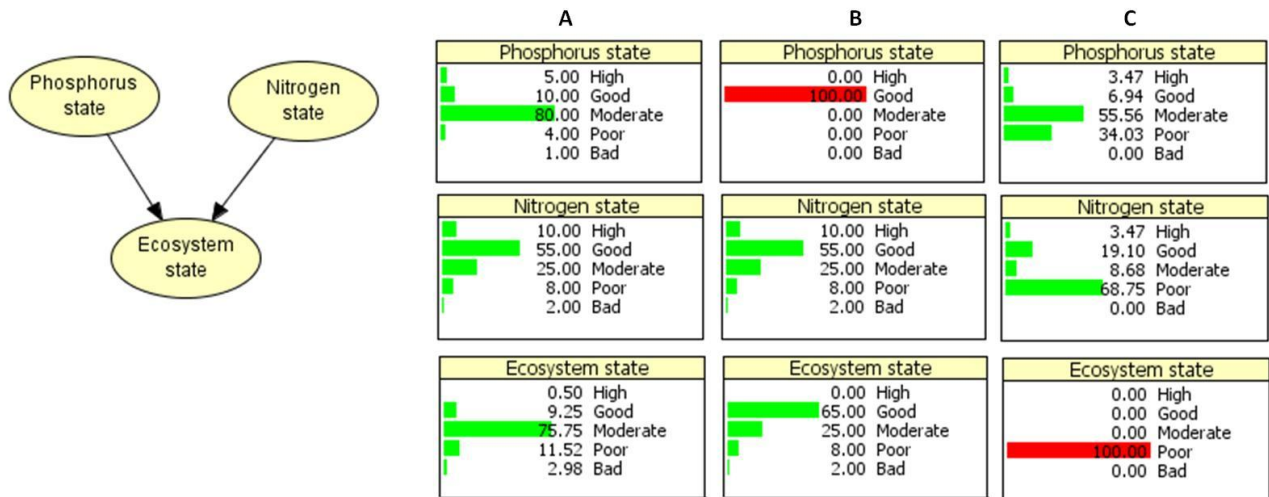 Phosphorus
state
Nitrogen
state
Ecosystem
state
A
Phosphorus state
5.00 High
10.00 Good
80.00 Moderate
4.00 Poor
1.00 Bad
Nitrogen state
10.00 High
55.00 Good
25.00 Moderate
8.00 Poor
2.00 Bad
Ecosystem state
0.50 High
9.25 Good
75.75 Moderate
11.52 Poor
2.98 Bad
B
Phosphorus state
0.00 High
100.00 Good
0.00 Moderate
0.00 Poor
0.00 Bad
Nitrogen state
10.00 High
55.00 Good
25.00 Moderate
8.00 Poor
2.00 Bad
Ecosystem state
0.00 High
65.00 Good
25.00 Moderate
8.00 Poor
2.00 Bad
C
Phosphorus state
3.47 High
6.94 Good
55.56 Moderate
34.03 Poor
0.00 Bad
Nitrogen state
3.47 High
19.10 Good
8.68 Moderate
68.75 Poor
0.00 Bad
Ecosystem state
0.00 High
0.00 Good
0.00 Moderate
100.00 Poor
0.00 Bad